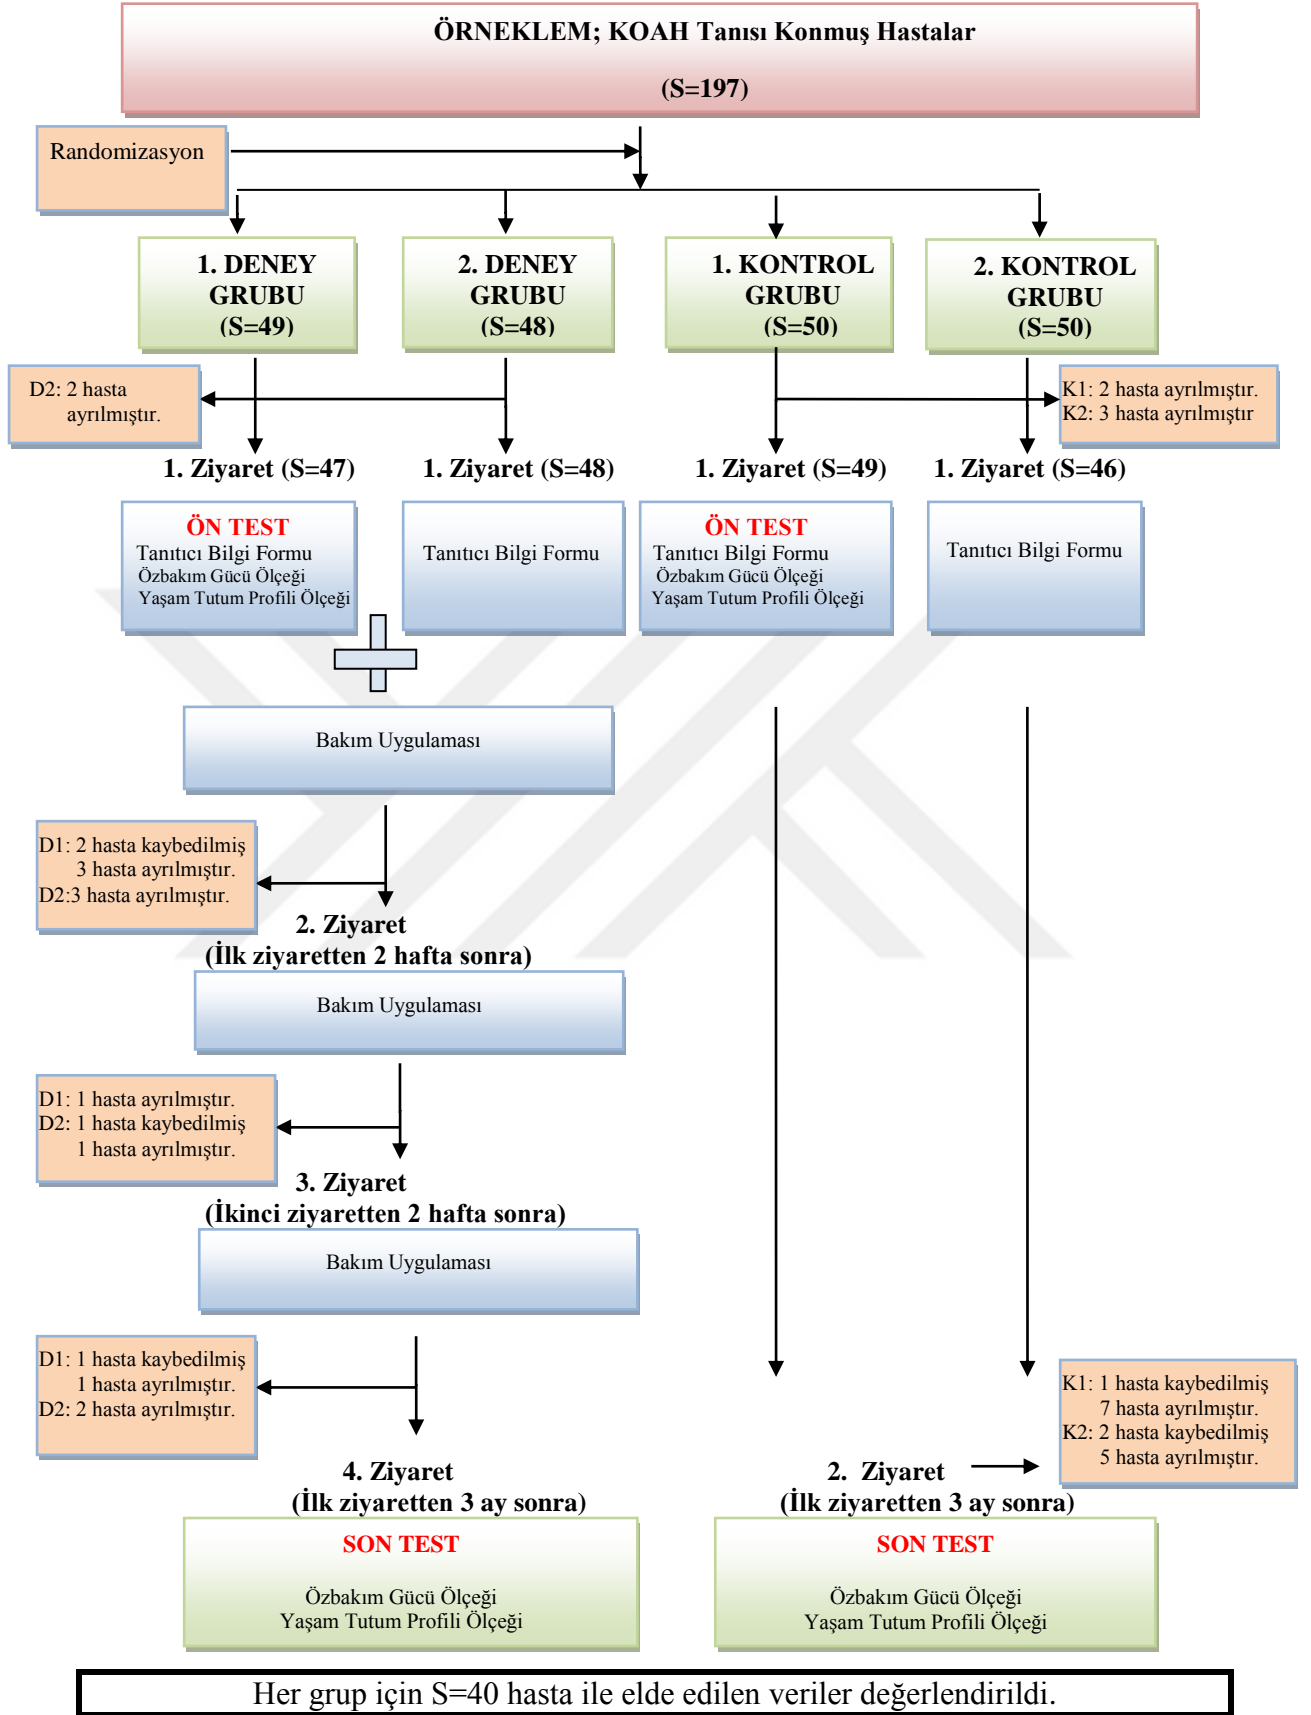 ÖRNEKLEM; KOAH Tanısı Konmuş Hastalar
(S=197)
Randomizasyon
1. DENEY
GRUBU
(S=49)
2. DENEY
GRUBU
(S=48)
1. KONTROL
GRUBU
(S=50)
2. KONTROL
GRUBU
(S=50)
D2: 2 hasta
ayrılmıştır.
K1: 2 hasta ayrılmıştır.
K2: 3 hasta ayrılmıştır
1. Ziyaret (S=47)
1. Ziyaret (S=48)
1. Ziyaret (S=49)
1. Ziyaret (S=46)
ÖN TEST
Tanıtıcı Bilgi Formu
Özbakım Gücü Ölçeği
Yaşam Tutum Profili Ölçeği
Tanıtıcı Bilgi Formu
ÖN TEST
Tanıtıcı Bilgi Formu
Özbakım Gücü Ölçeği
Yaşam Tutum Profili Ölçeği
Tanıtıcı Bilgi Formu
Bakım Uygulaması
D1: 2 hasta kaybedilmiş
3 hasta ayrılmıştır.
D2:3 hasta ayrılmıştır.
2. Ziyaret
(İlk ziyaretten 2 hafta sonra)
Bakım Uygulaması
D1: 1 hasta ayrılmıştır.
D2: 1 hasta kaybedilmiş
1 hasta ayrılmıştır.
3. Ziyaret
(İkinci ziyaretten 2 hafta sonra)
Bakım Uygulaması
D1: 1 hasta kaybedilmiş
1 hasta ayrılmıştır.
D2: 2 hasta ayrılmıştır.
K1: 1 hasta kaybedilmiş
7 hasta ayrılmıştır.
K2: 2 hasta kaybedilmiş
5 hasta ayrılmıştır.
4. Ziyaret
(İlk ziyaretten 3 ay sonra)
2. Ziyaret
(İlk ziyaretten 3 ay sonra)
SON TEST
Özbakım Gücü Ölçeği
Yaşam Tutum Profili Ölçeği
SON TEST
Özbakım Gücü Ölçeği
Yaşam Tutum Profili Ölçeği
Her grup için S=40 hasta ile elde edilen veriler değerlendirildi.